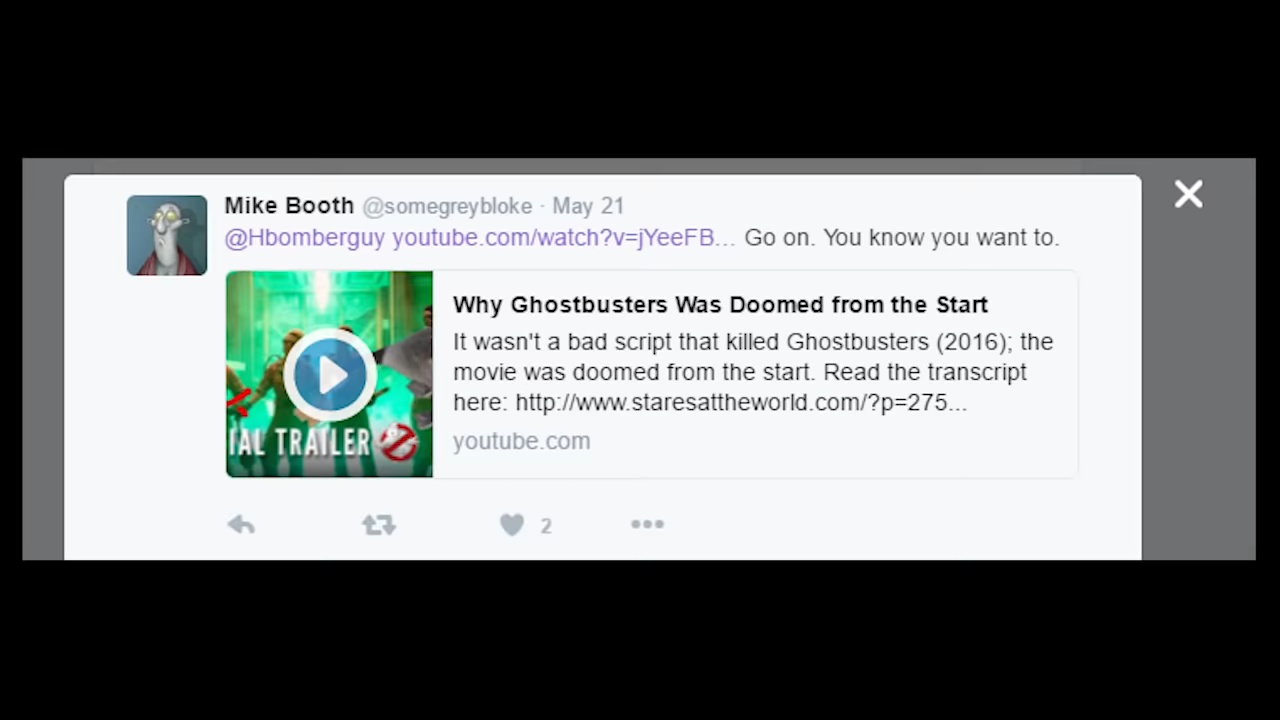 Mike Booth @somegreybloke · May 21
@Hbomberguy youtube.com/watch?v=jYeeFB… Go on. You know you want to.
Why Ghostbusters Was Doomed from the Start
It wasn't a bad script that killed Ghostbusters (2016); the
movie was doomed from the start. Read the transcript
here: http://www.staresattheworld.com/?p=275...
IAL TRAILER
youtube.com
2